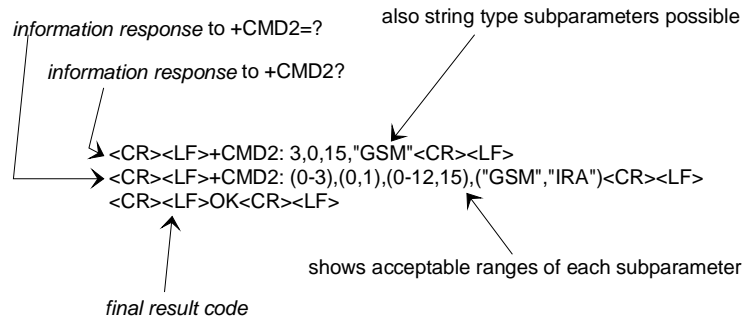 also string type subparameters possible
information response to +CMD2=?
information response to +CMD2?
<CR><LF>+CMD2: 3,0,15,"GSM"<CR><LF>
<CR><LF>+CMD2: (0-3),(0,1),(0-12,15),("GSM","IRA")<CR><LF>
<CR><LF>OK<CR><LF>
shows acceptable ranges of each subparameter
final result code